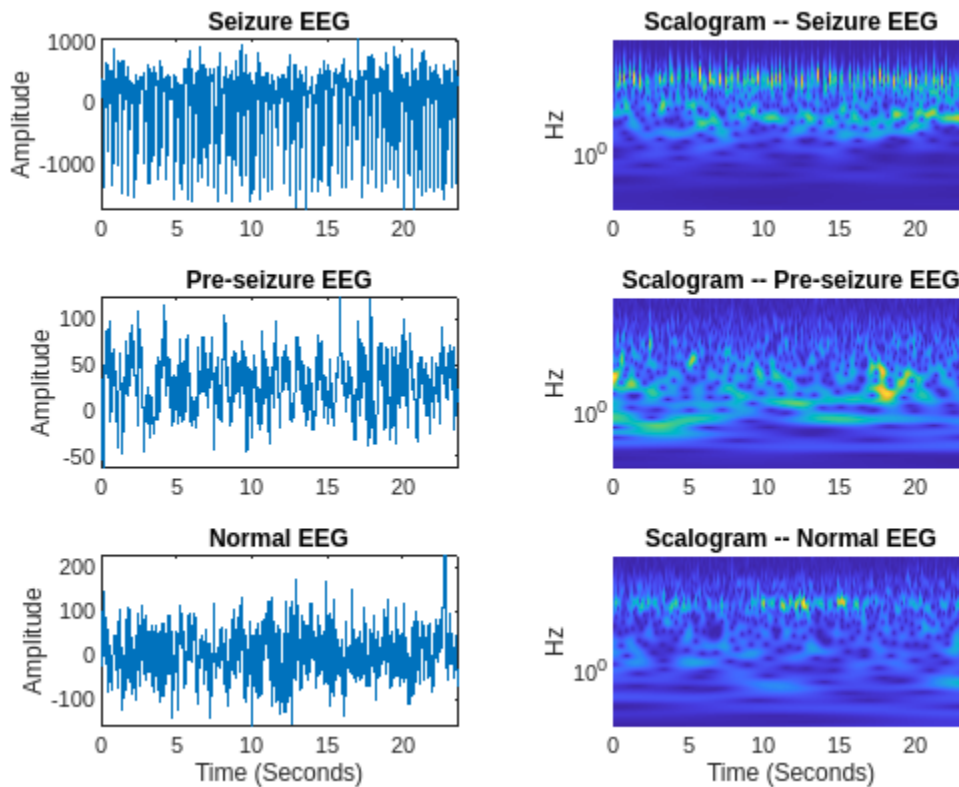 Seizure EEG
1000
0
-1000
Amplitude
0 5 10 15 20
Scalogram -- Seizure EEG
Hz
10⁰
0 5 10 15 20
Pre-seizure EEG
100
50
0
-50
Amplitude
0 5 10 15 20
Scalogram -- Pre-seizure EEG
Hz
10⁰
0 5 10 15 20
Normal EEG
200
100
0
-100
Amplitude
0 5 10 15 20
Time (Seconds)
Scalogram -- Normal EEG
Hz
10⁰
0 5 10 15 20
Time (Seconds)